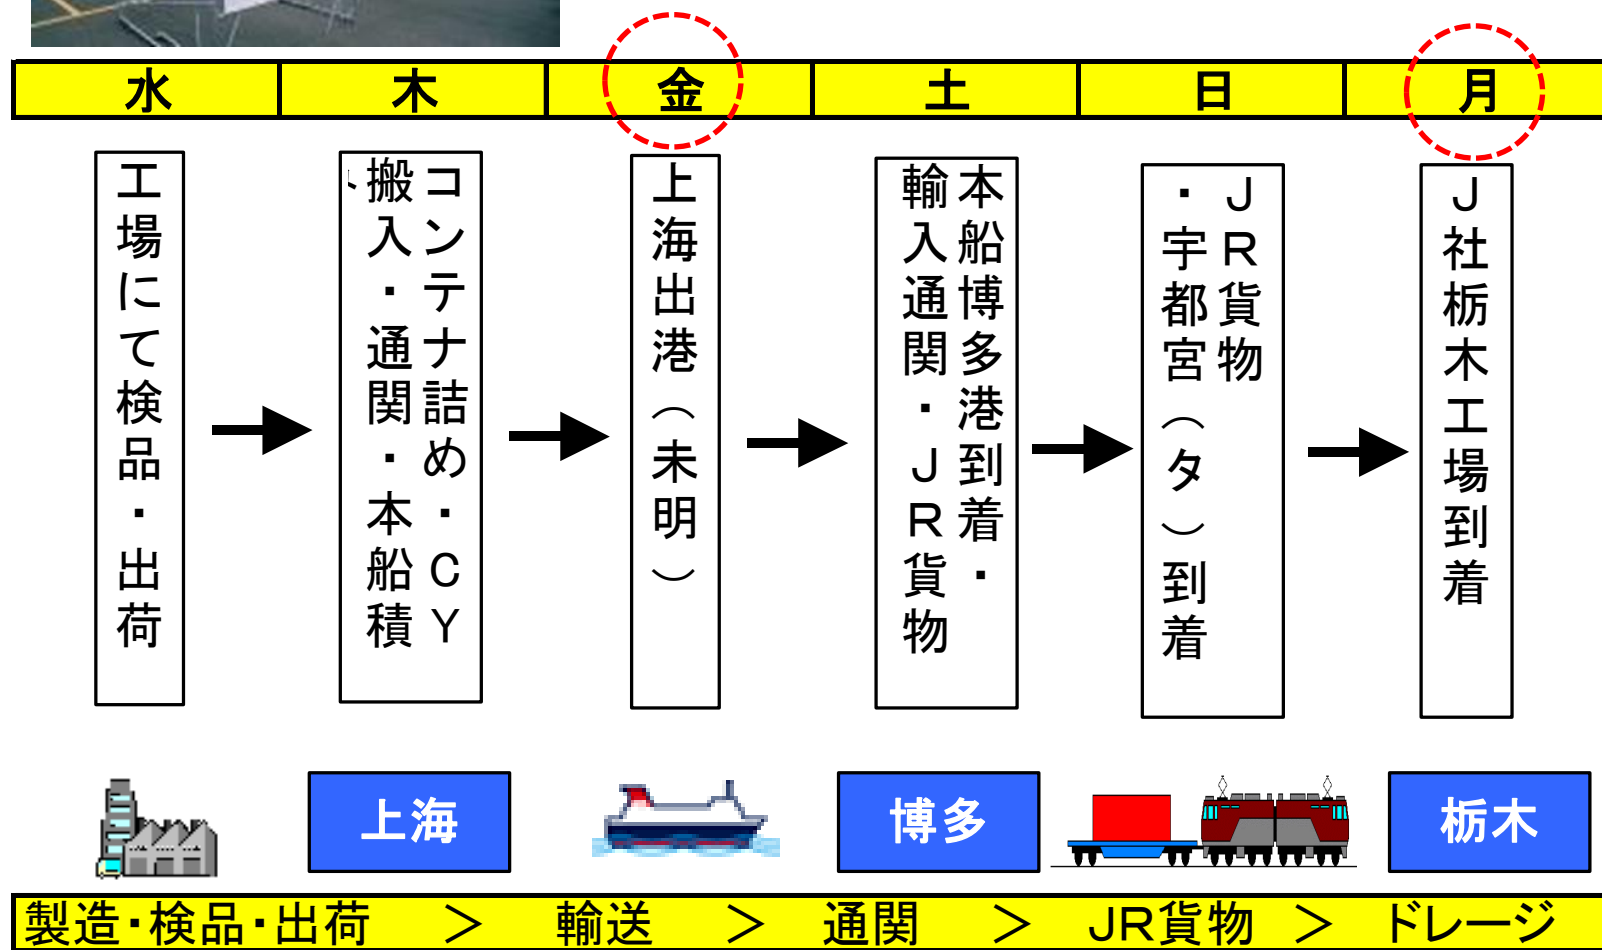 水 木 金 土 日 月
工場にて検品・出荷
コンテナ詰め・CY
搬入・通関・本船積
上海出港（未明）
本船博多港到着・
輸入通関・JR貨物
JR貨物
・宇都宮（タ）到着
J社栃木工場到着
上海
博多
栃木
製造・検品・出荷 ＞ 輸送 ＞ 通関 ＞ JR貨物 ＞ ドレージ